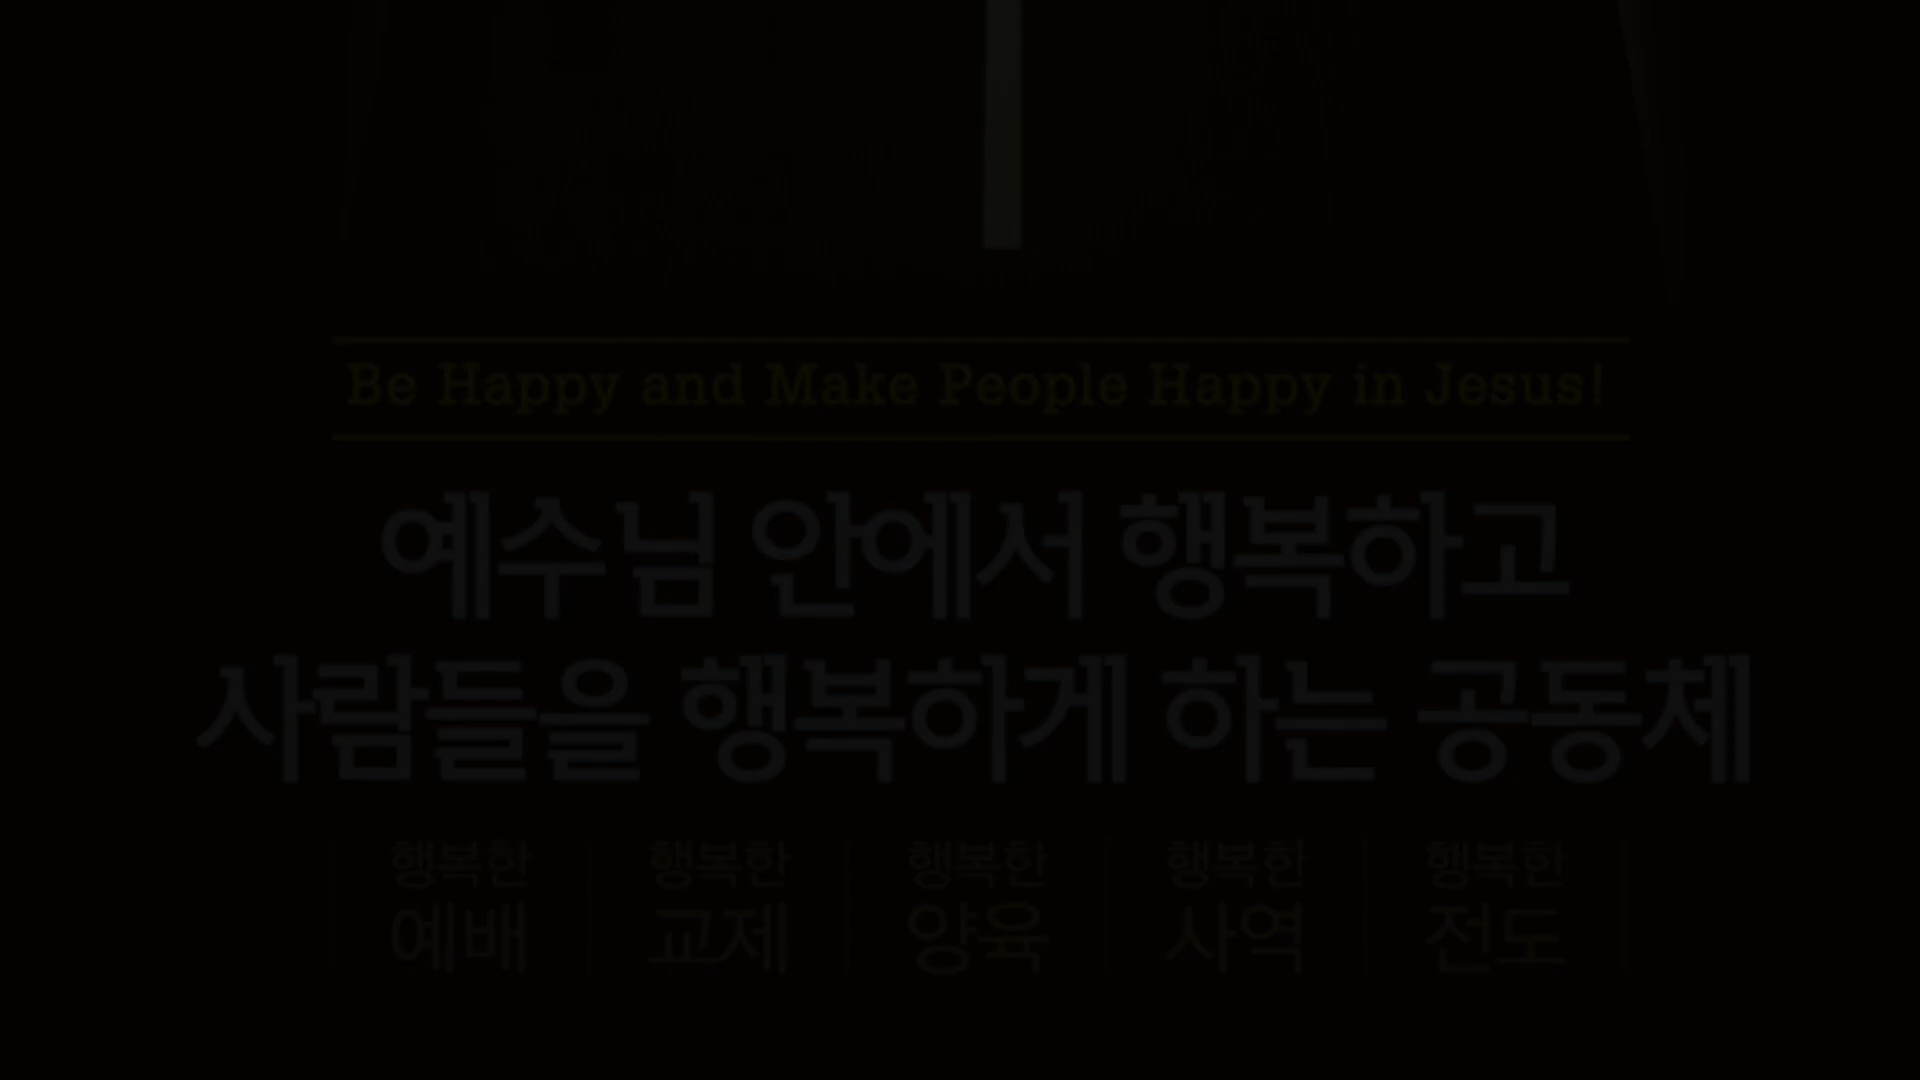 Be Happy and Make People Happy in Jesus!
예수님 안에서 행복하고
사람들을 행복하게 하는 공동체
행복한 행복한 행복한 행복한 행복한
예배 교제 양육 사역 전도